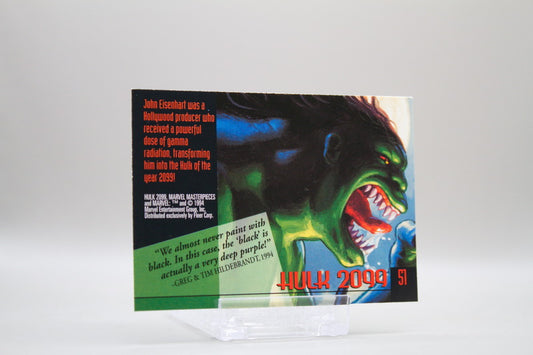 John Eisenhart was a
Hollywood producer who
received a powerful
dose of gamma
radiation, transforming
him into the Hulk of the
year 2099!
HULK 2099, MARVEL MASTERPIECES
and MARVEL: TM and © 1994
Marvel Entertainment Group, Inc.
Distributed exclusively by Fleer Corp.
"We almost never paint with
black. In this case, the 'black' is
actually a very deep purple!"
-GREG & TIM HILDEBRANDT, 1994
HULK 2099
51